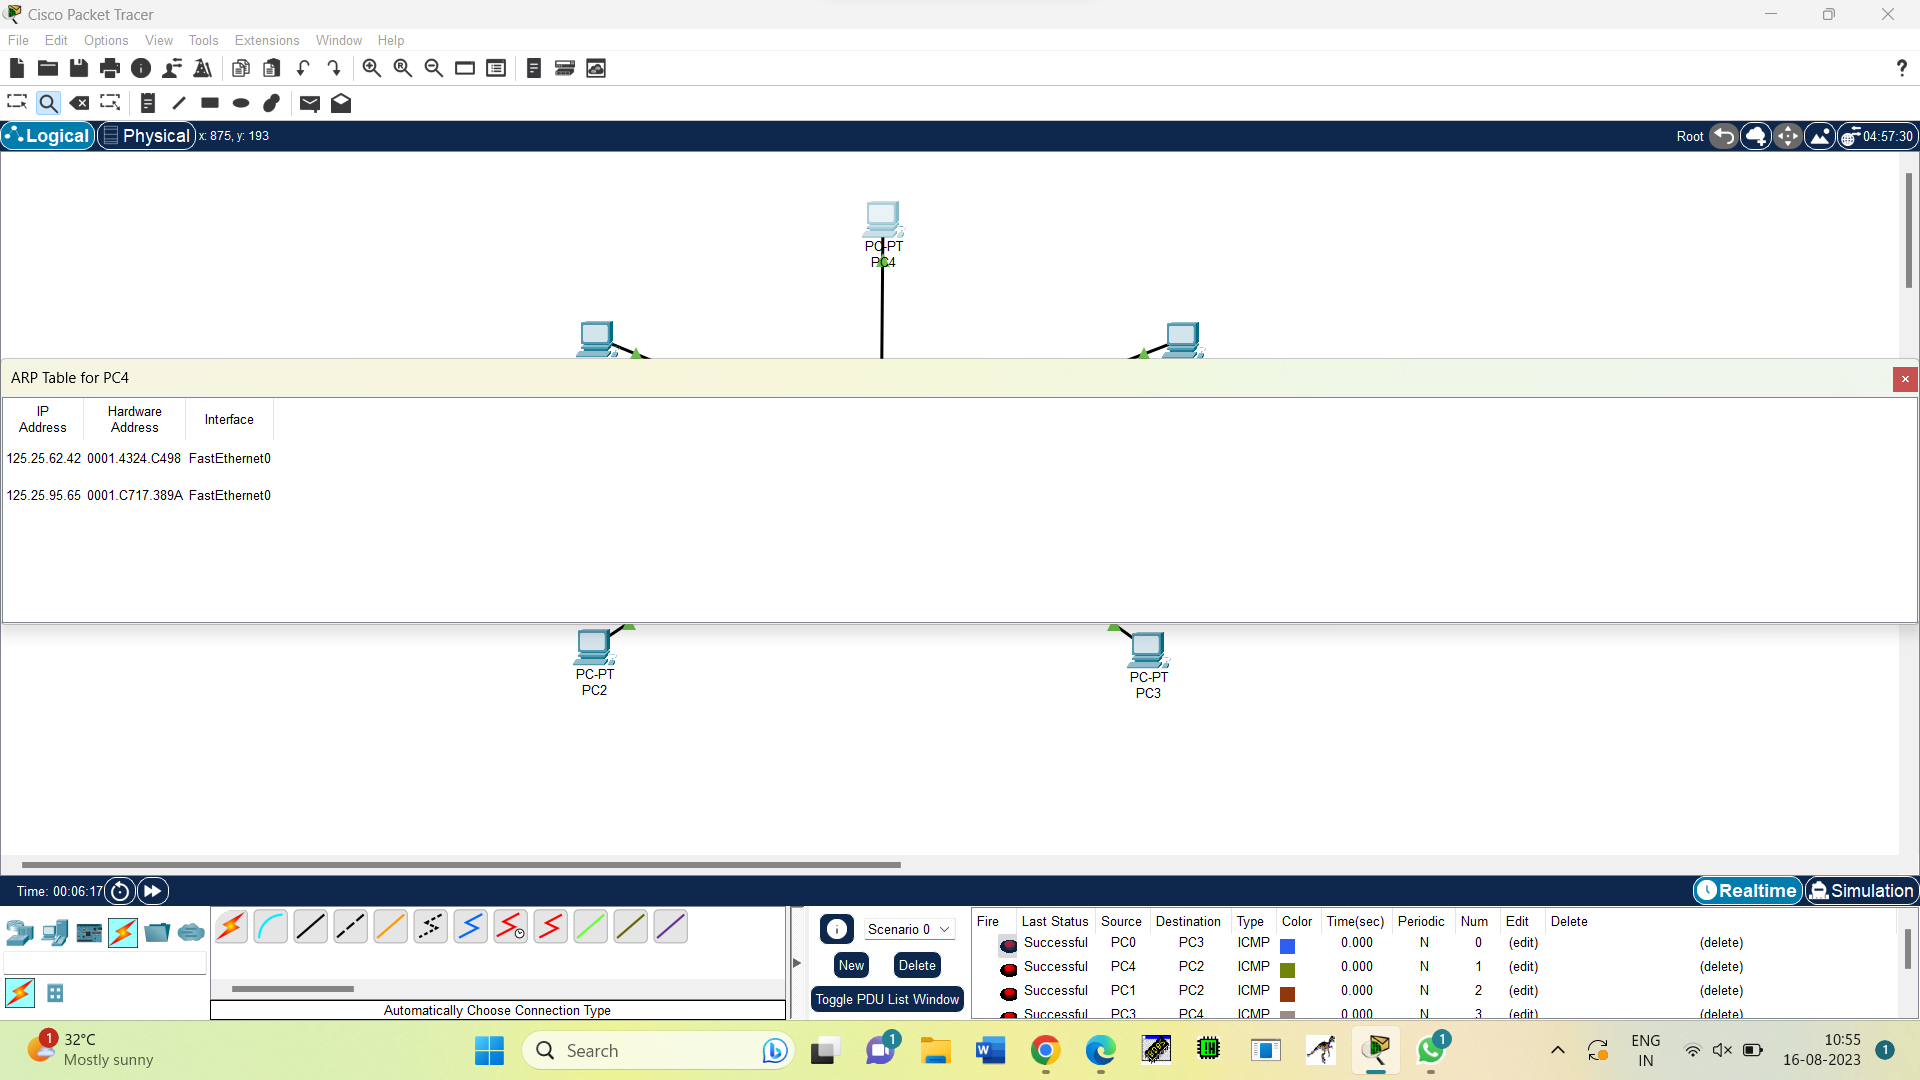 Cisco Packet Tracer
File Edit Options View Tools Extensions Window Help
?
Logical Physical x: 875, y: 193 Root 04:57:30
PC-PT
PC4
ARP Table for PC4
IP Address Hardware Address Interface
125.25.62.42 0001.4324.C498 FastEthernet0
125.25.95.65 0001.C717.389A FastEthernet0
PC-PT
PC2
PC-PT
PC3
Time: 00:06:17 Realtime Simulation
Scenario 0
New Delete
Toggle PDU List Window
Automatically Choose Connection Type
Fire Last Status Source Destination Type Color Time(sec) Periodic Num Edit Delete
Successful PC0 PC3 ICMP 0.000 N 0 (edit) (delete)
Successful PC4 PC2 ICMP 0.000 N 1 (edit) (delete)
Successful PC1 PC2 ICMP 0.000 N 2 (edit) (delete)
Successful PC3 PC4 ICMP 0.000 N 3 (edit) (delete)
1
32°C
Mostly sunny
Search
1
1
ENG
IN
10:55
16-08-2023
1